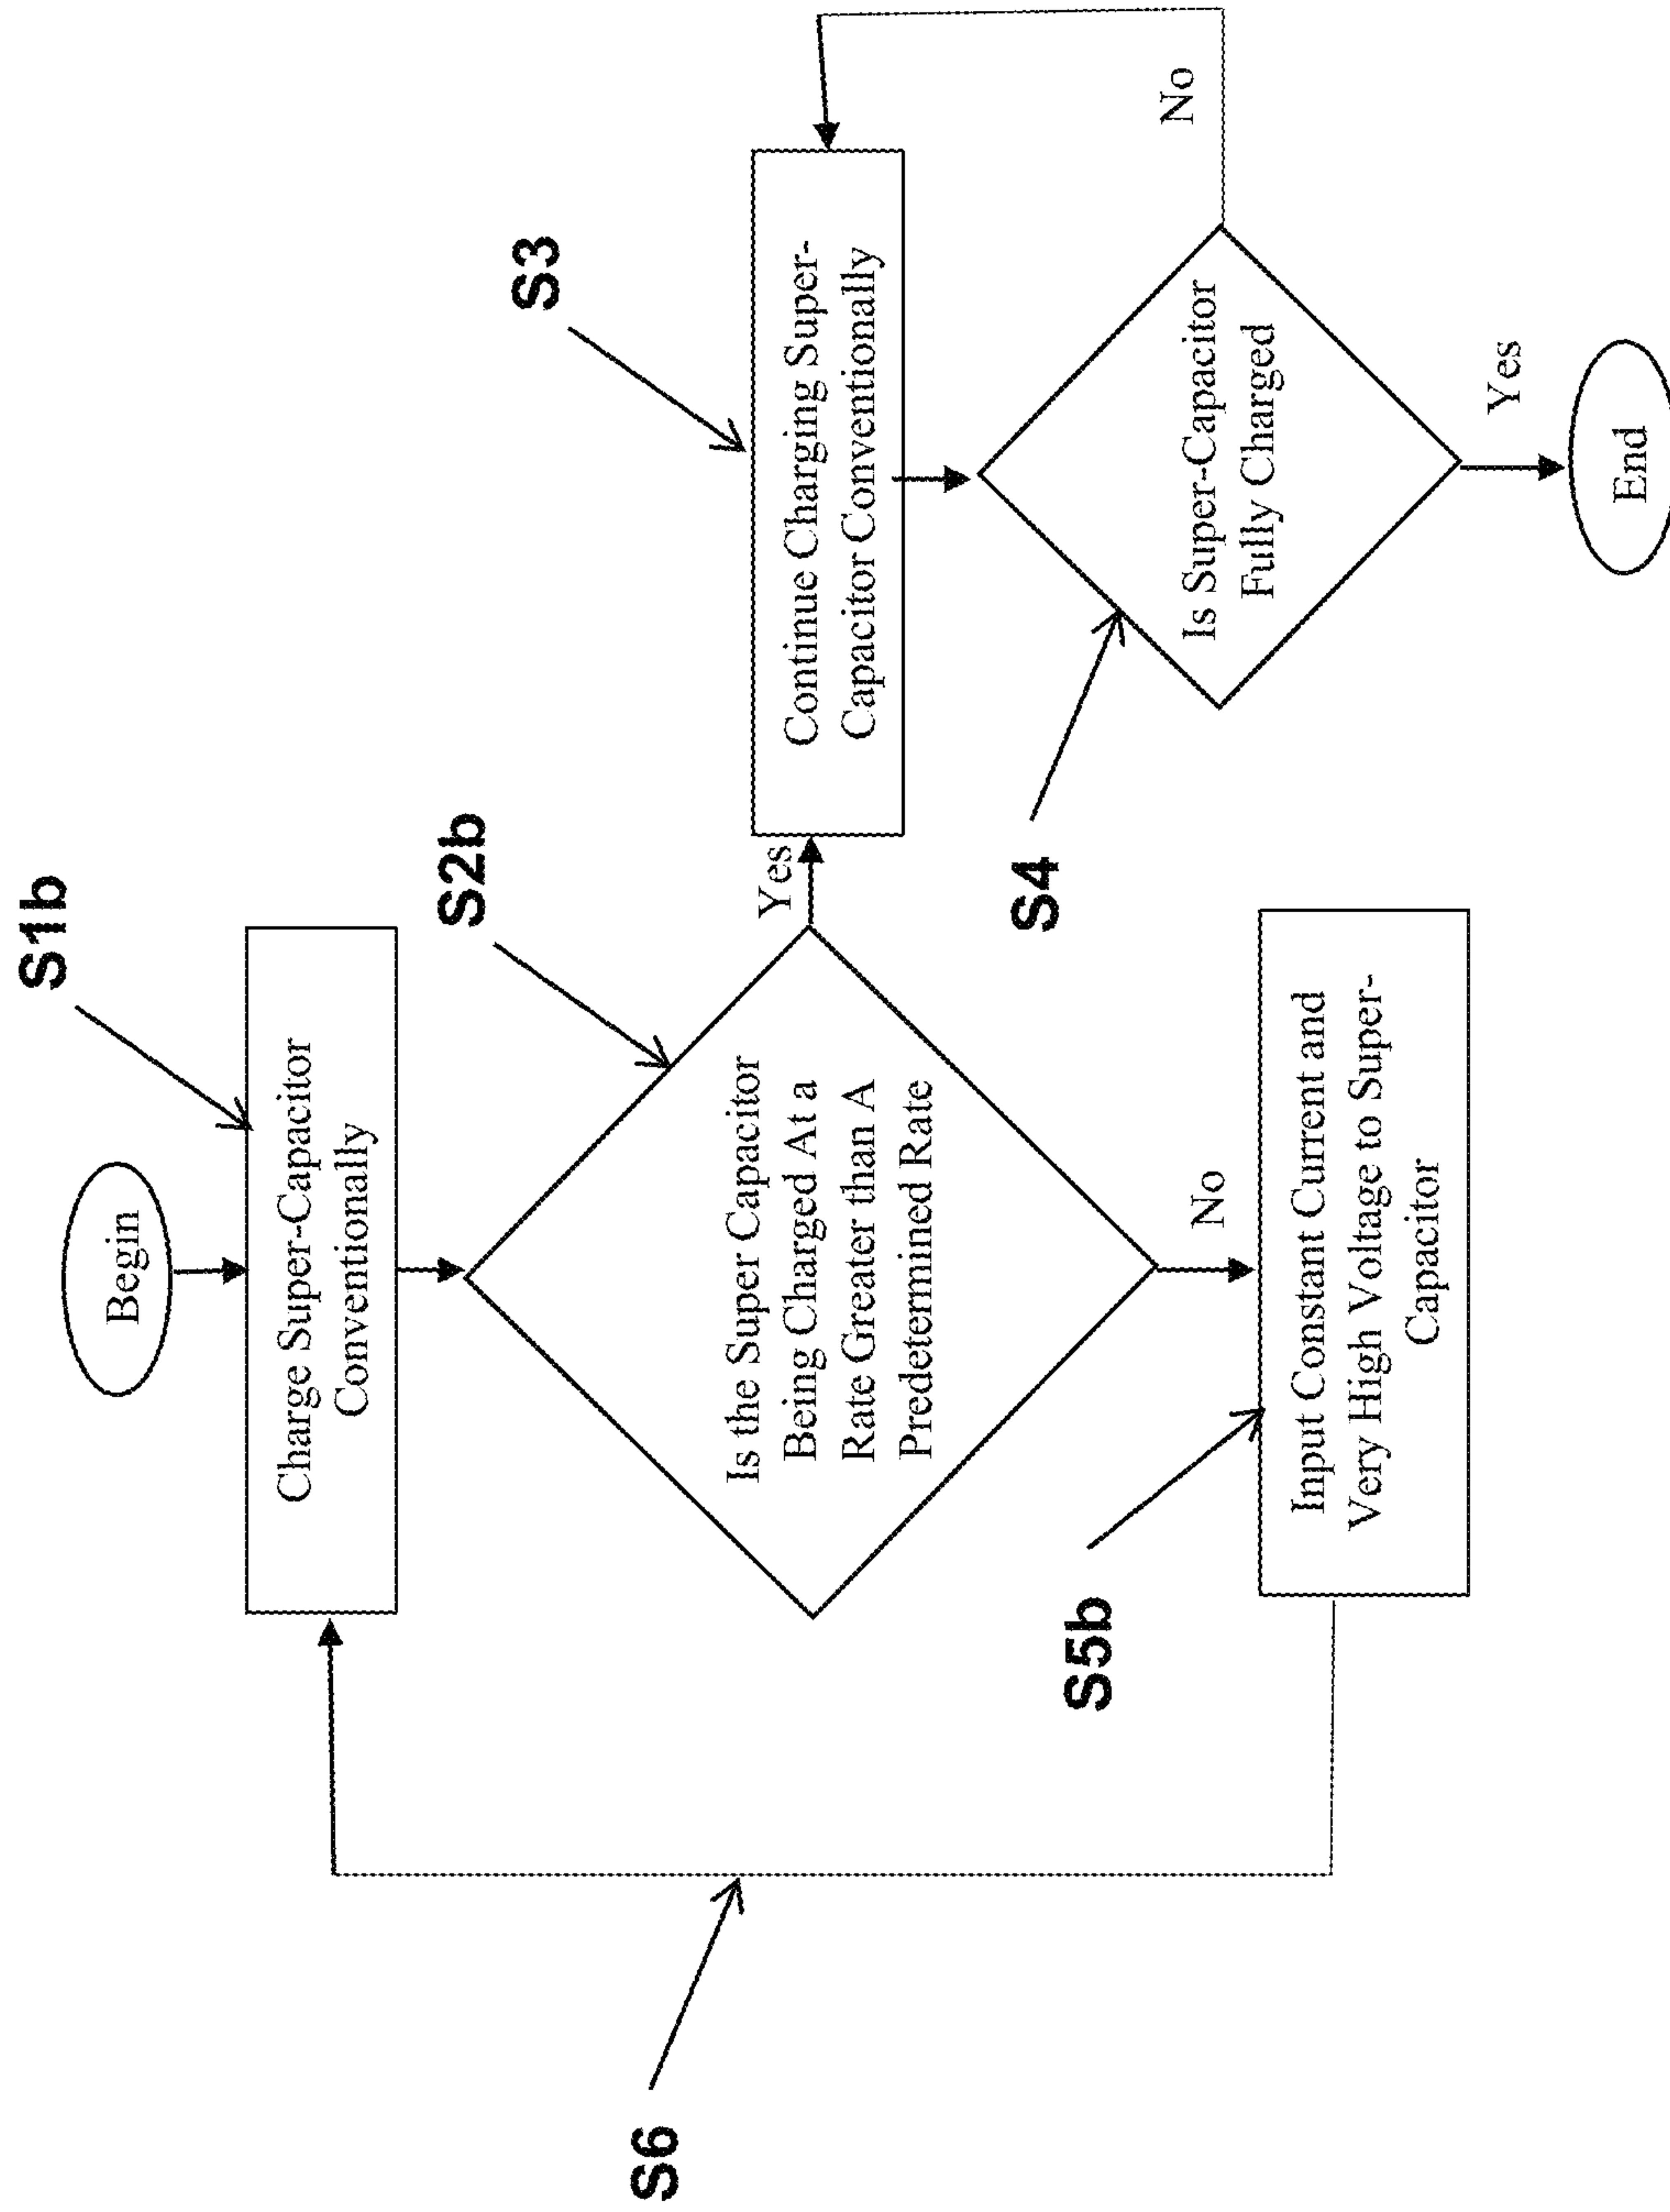 Begin
S1b
Charge Super-Capacitor
Conventionally
S2b
Is the Super Capacitor
Being Charged At a
Rate Greater than A
Predetermined Rate
Yes
S3
Continue Charging Super-
Capacitor Conventionally
S4
Is Super-Capacitor
Fully Charged
No
Yes
End
No
S5b
Input Constant Current and
Very High Voltage to Super-
Capacitor
S6